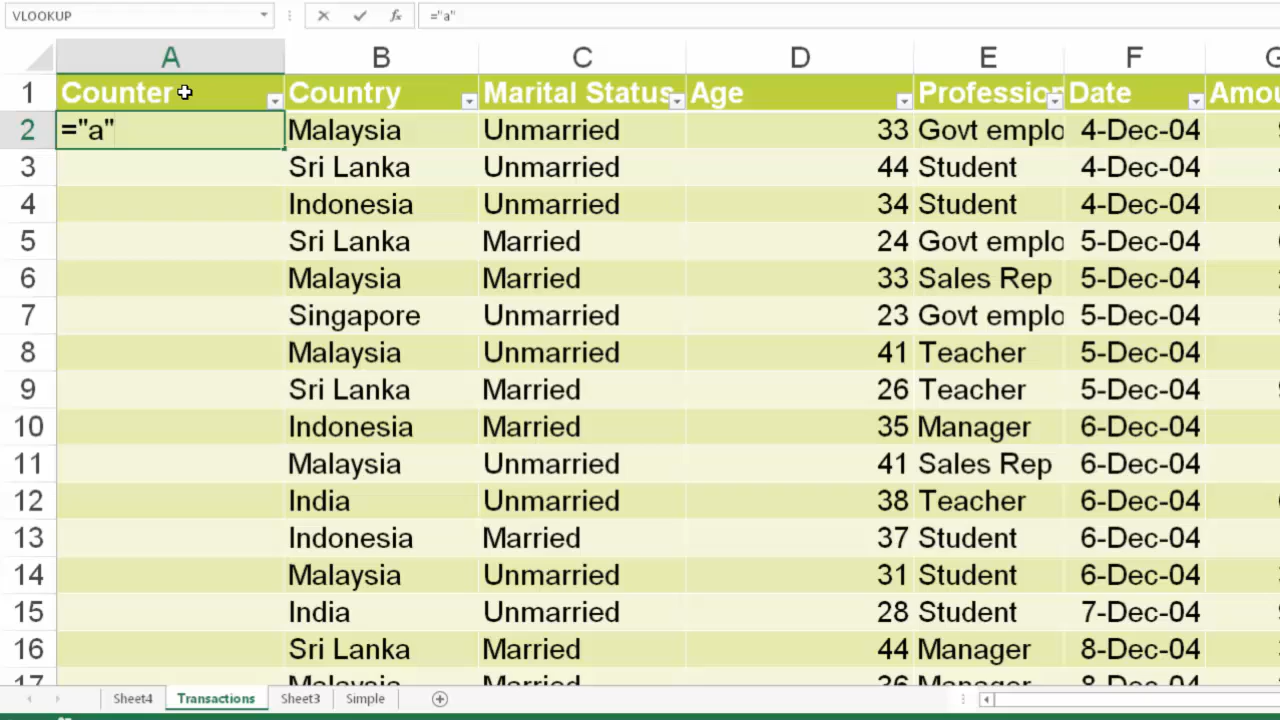 VLOOKUP fx ="a"
A B C D E F G
1 Counter Country Marital Status Age Profession Date Amou
2 ="a" Malaysia Unmarried 33 Govt emplo 4-Dec-04
3 Sri Lanka Unmarried 44 Student 4-Dec-04
4 Indonesia Unmarried 34 Student 4-Dec-04
5 Sri Lanka Married 24 Govt emplo 5-Dec-04
6 Malaysia Married 33 Sales Rep 5-Dec-04
7 Singapore Unmarried 23 Govt emplo 5-Dec-04
8 Malaysia Unmarried 41 Teacher 5-Dec-04
9 Sri Lanka Married 26 Teacher 5-Dec-04
10 Indonesia Married 35 Manager 6-Dec-04
11 Malaysia Unmarried 41 Sales Rep 6-Dec-04
12 India Unmarried 38 Teacher 6-Dec-04
13 Indonesia Married 37 Student 6-Dec-04
14 Malaysia Unmarried 31 Student 6-Dec-04
15 India Unmarried 28 Student 7-Dec-04
16 Sri Lanka Married 44 Manager 8-Dec-04
17 Malaysia Married 36 Manager 8-Dec-04
Sheet4 Transactions Sheet3 Simple